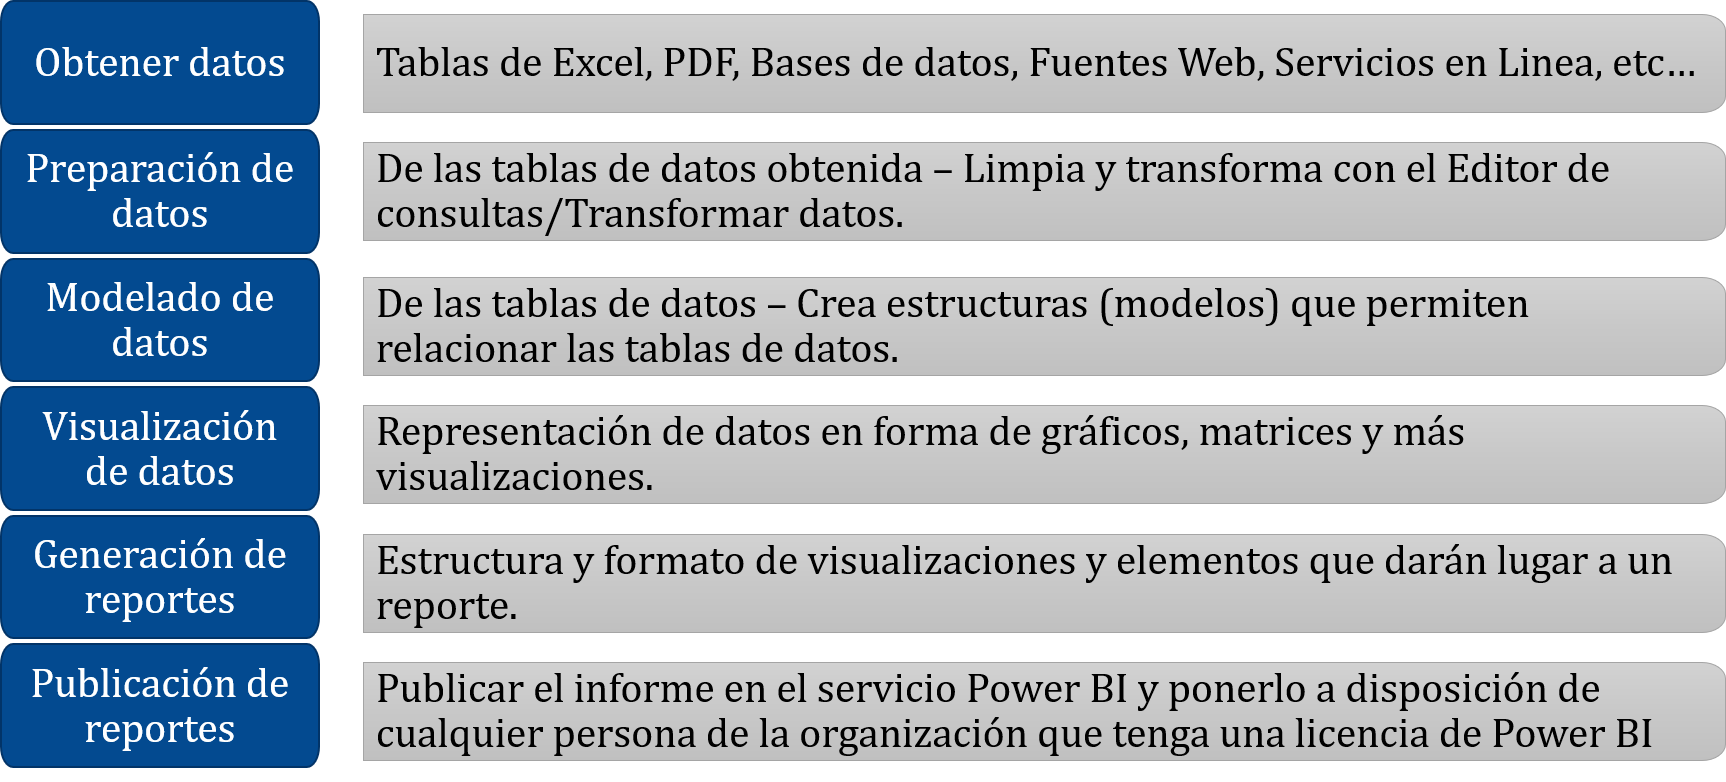 Obtener datos
Tablas de Excel, PDF, Bases de datos, Fuentes Web, Servicios en Linea, etc…
Preparación de
datos
De las tablas de datos obtenida – Limpia y transforma con el Editor de
consultas/Transformar datos.
Modelado de
datos
De las tablas de datos – Crea estructuras (modelos) que permiten
relacionar las tablas de datos.
Visualización
de datos
Representación de datos en forma de gráficos, matrices y más
visualizaciones.
Generación de
reportes
Estructura y formato de visualizaciones y elementos que darán lugar a un
reporte.
Publicación de
reportes
Publicar el informe en el servicio Power BI y ponerlo a disposición de
cualquier persona de la organización que tenga una licencia de Power BI